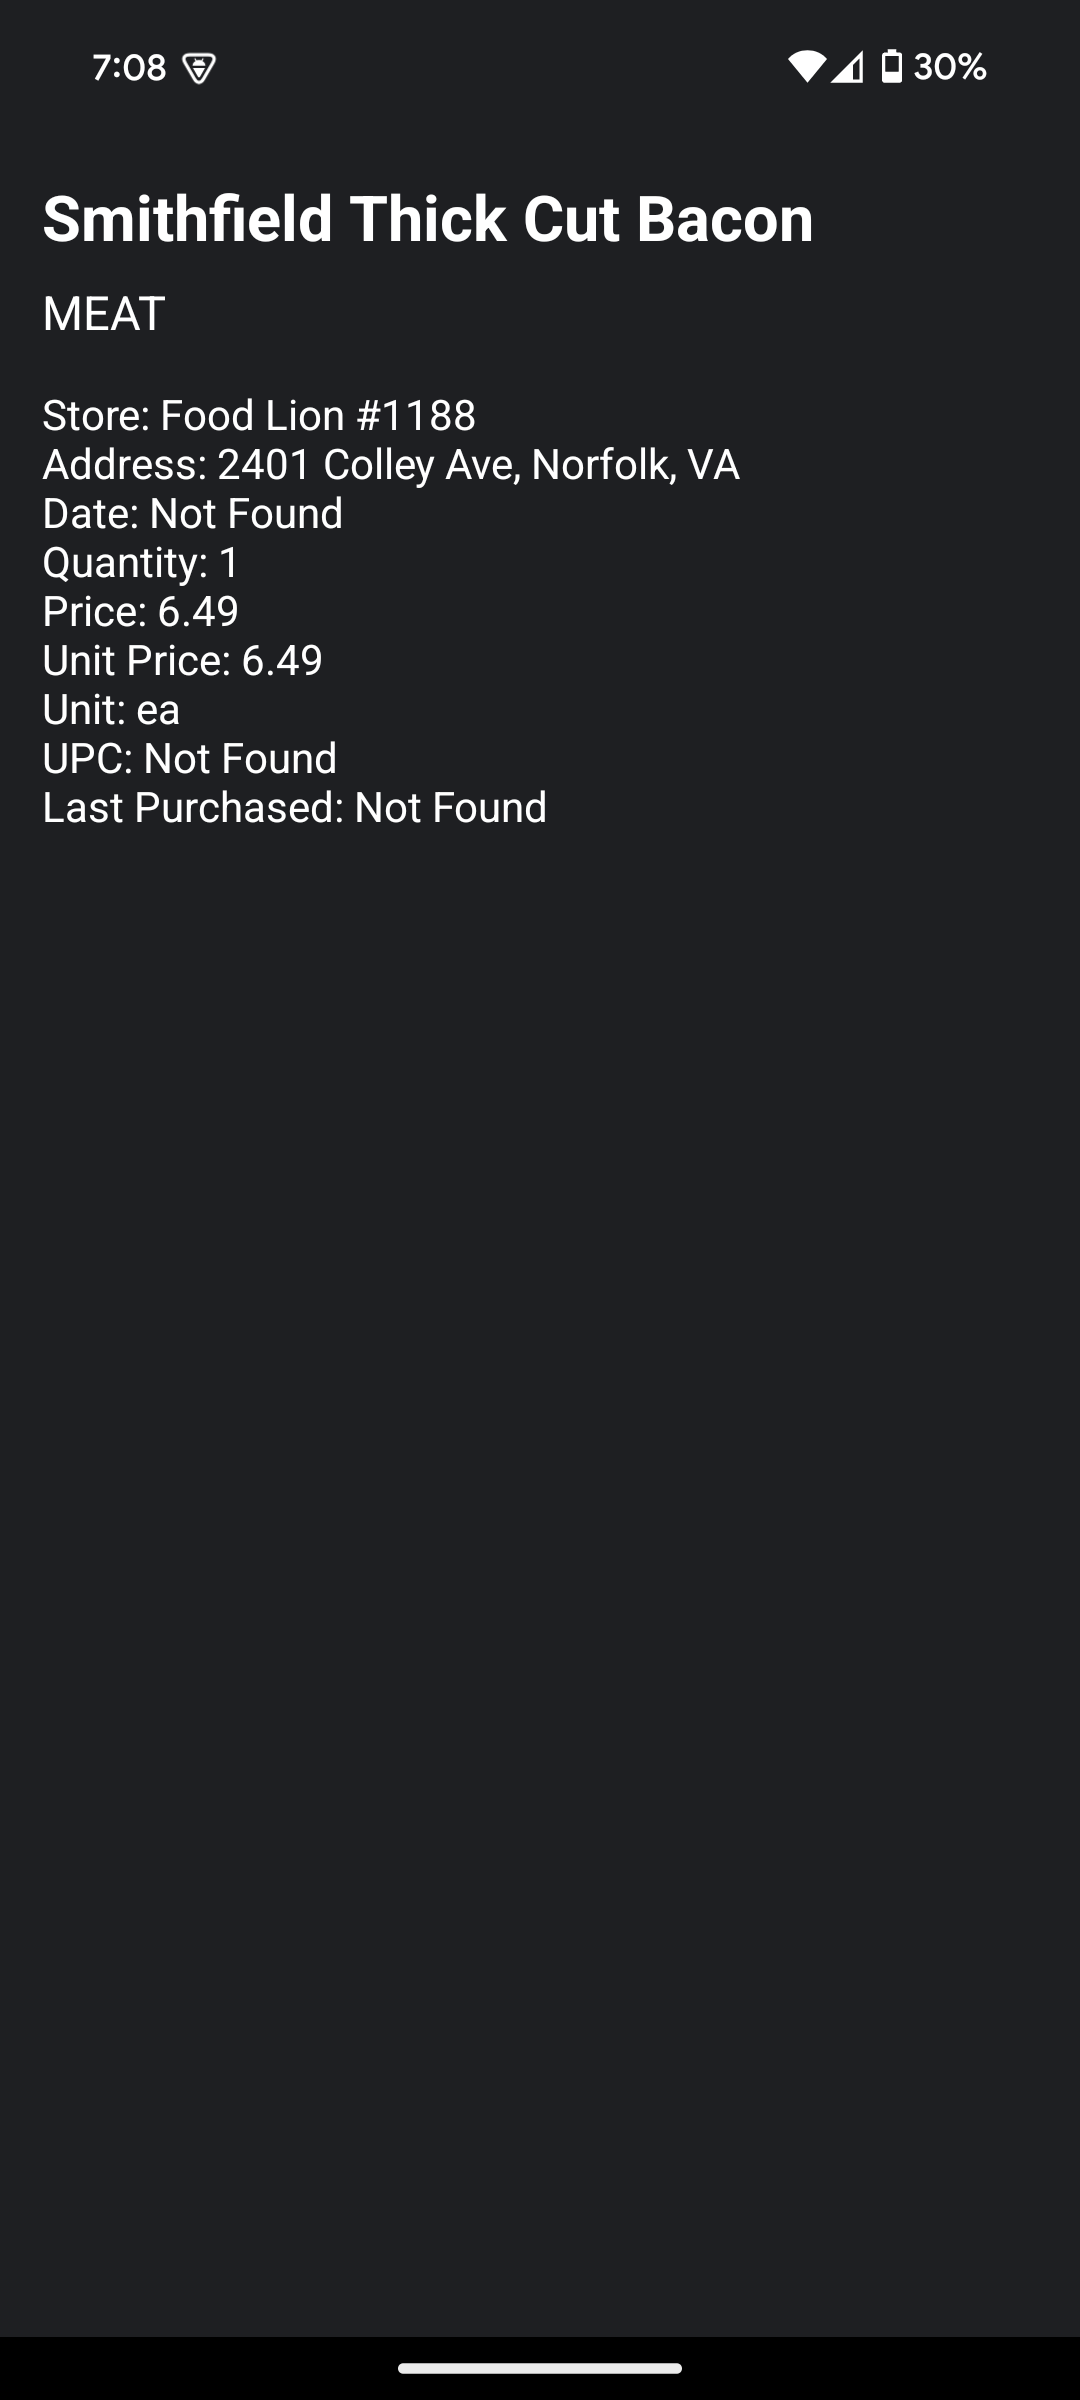 7:08
30%
Smithfield Thick Cut Bacon
MEAT
Store: Food Lion #1188
Address: 2401 Colley Ave, Norfolk, VA
Date: Not Found
Quantity: 1
Price: 6.49
Unit Price: 6.49
Unit: ea
UPC: Not Found
Last Purchased: Not Found